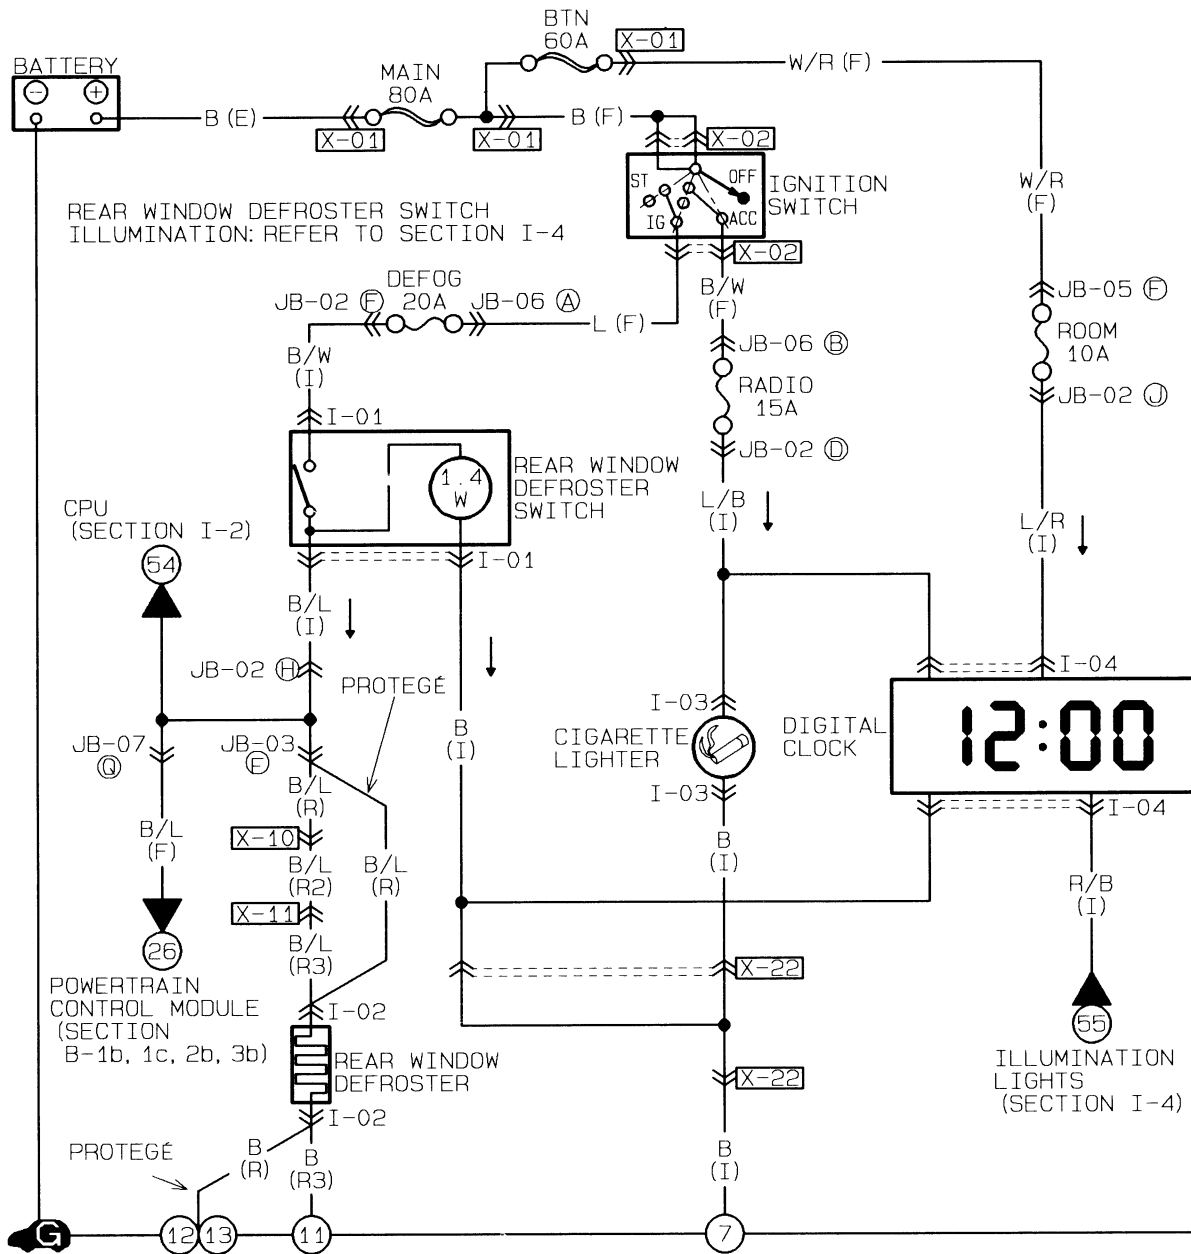 BTN
60A
X-01
W/R (F)
BATTERY
- +
MAIN
80A
B (E)
X-01
X-01
B (F)
X-02
ST
OFF
IG
ACC
IGNITION
SWITCH
W/R
(F)
REAR WINDOW DEFROSTER SWITCH
ILLUMINATION: REFER TO SECTION I-4
X-02
DEFOG
20A
JB-02 F
JB-06 A
B/W
(F)
L (F)
JB-05 F
ROOM
10A
JB-02 J
B/W
(I)
JB-06 B
RADIO
15A
JB-02 D
I-01
1.4
W
REAR WINDOW
DEFROSTER
SWITCH
L/B
(I)
L/R
(I)
CPU
(SECTION I-2)
54
I-01
B/L
(I)
JB-02 H
PROTEGÉ
I-04
I-03
B
(I)
CIGARETTE
LIGHTER
DIGITAL
CLOCK
12:00
JB-07
Q
JB-03
E
B/L
(R)
I-03
I-04
B/L
(F)
X-10
B/L
(R2)
B/L
(R)
B
(I)
R/B
(I)
X-11
B/L
(R3)
26
X-22
POWERTRAIN
CONTROL MODULE
(SECTION
B-1b, 1c, 2b, 3b)
I-02
55
ILLUMINATION
LIGHTS
(SECTION I-4)
REAR WINDOW
DEFROSTER
X-22
I-02
PROTEGÉ
B
(R)
B
(R3)
B
(I)
G
12
13
11
7